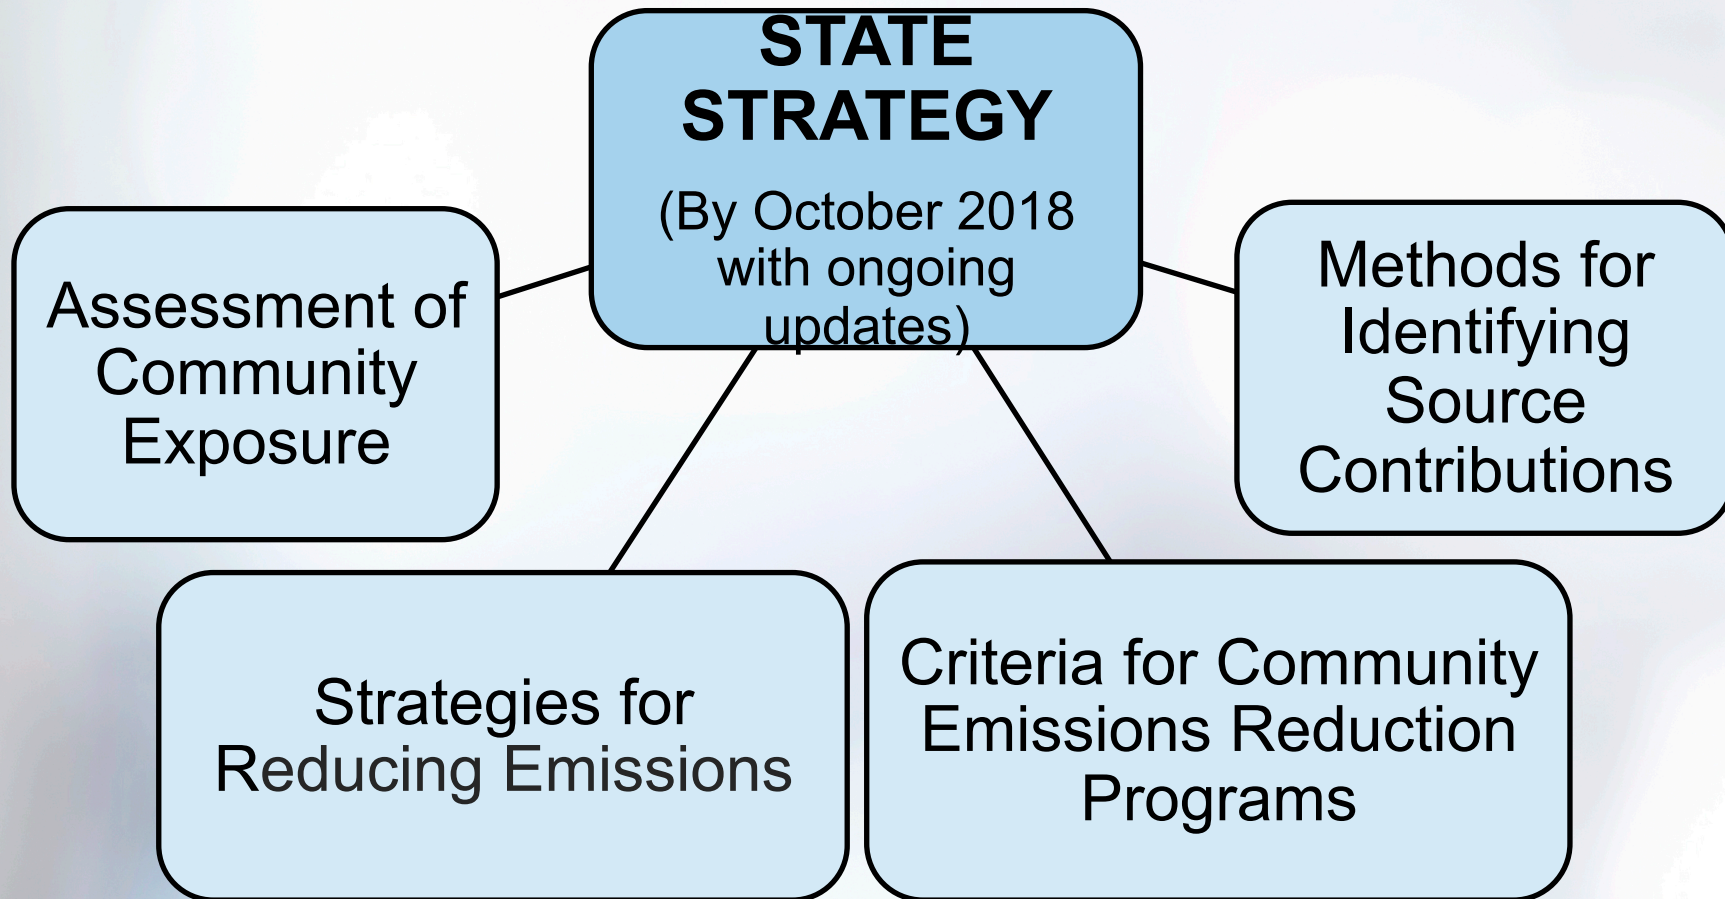 STATE
STRATEGY
(By October 2018
with ongoing
updates)
Assessment of
Community
Exposure
Methods for
Identifying
Source
Contributions
Strategies for
Reducing Emissions
Criteria for Community
Emissions Reduction
Programs